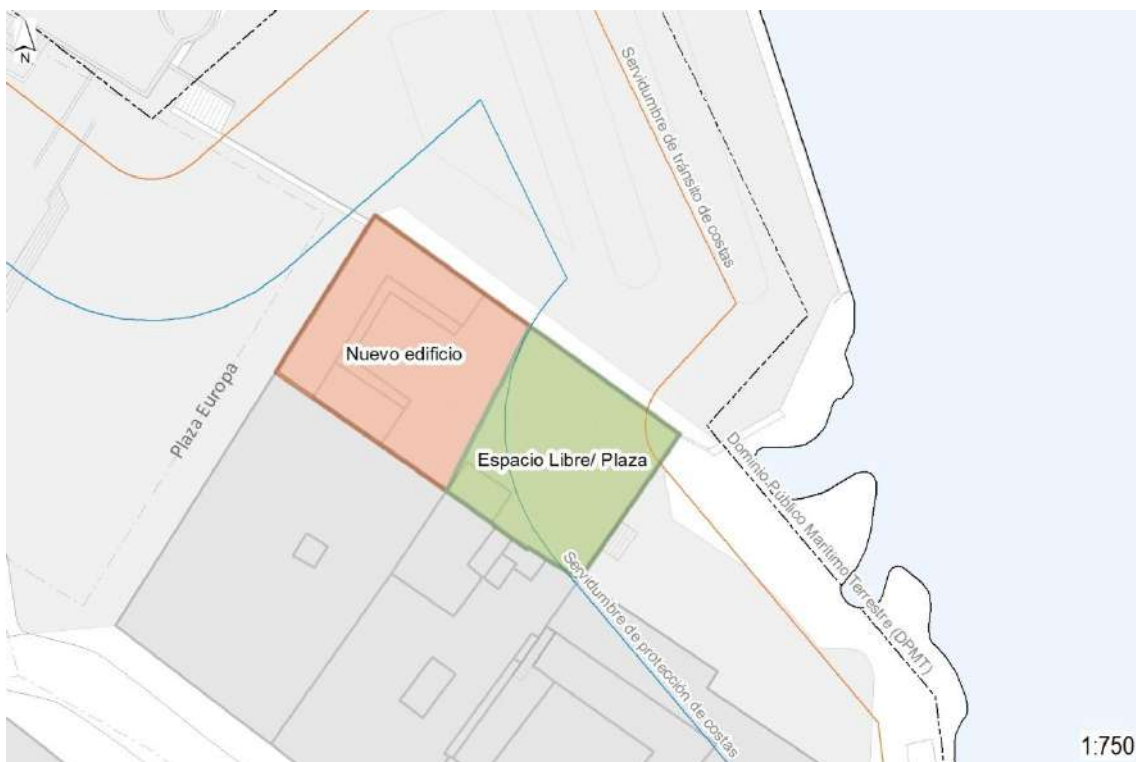 N
Servidumbre de tránsito de costas
Nuevo edificio
Plaza Europa
Espacio Libre/ Plaza
Dominio Público Marítimo Terrestre (DPMT)
Servidumbre de protección de costas
1:750